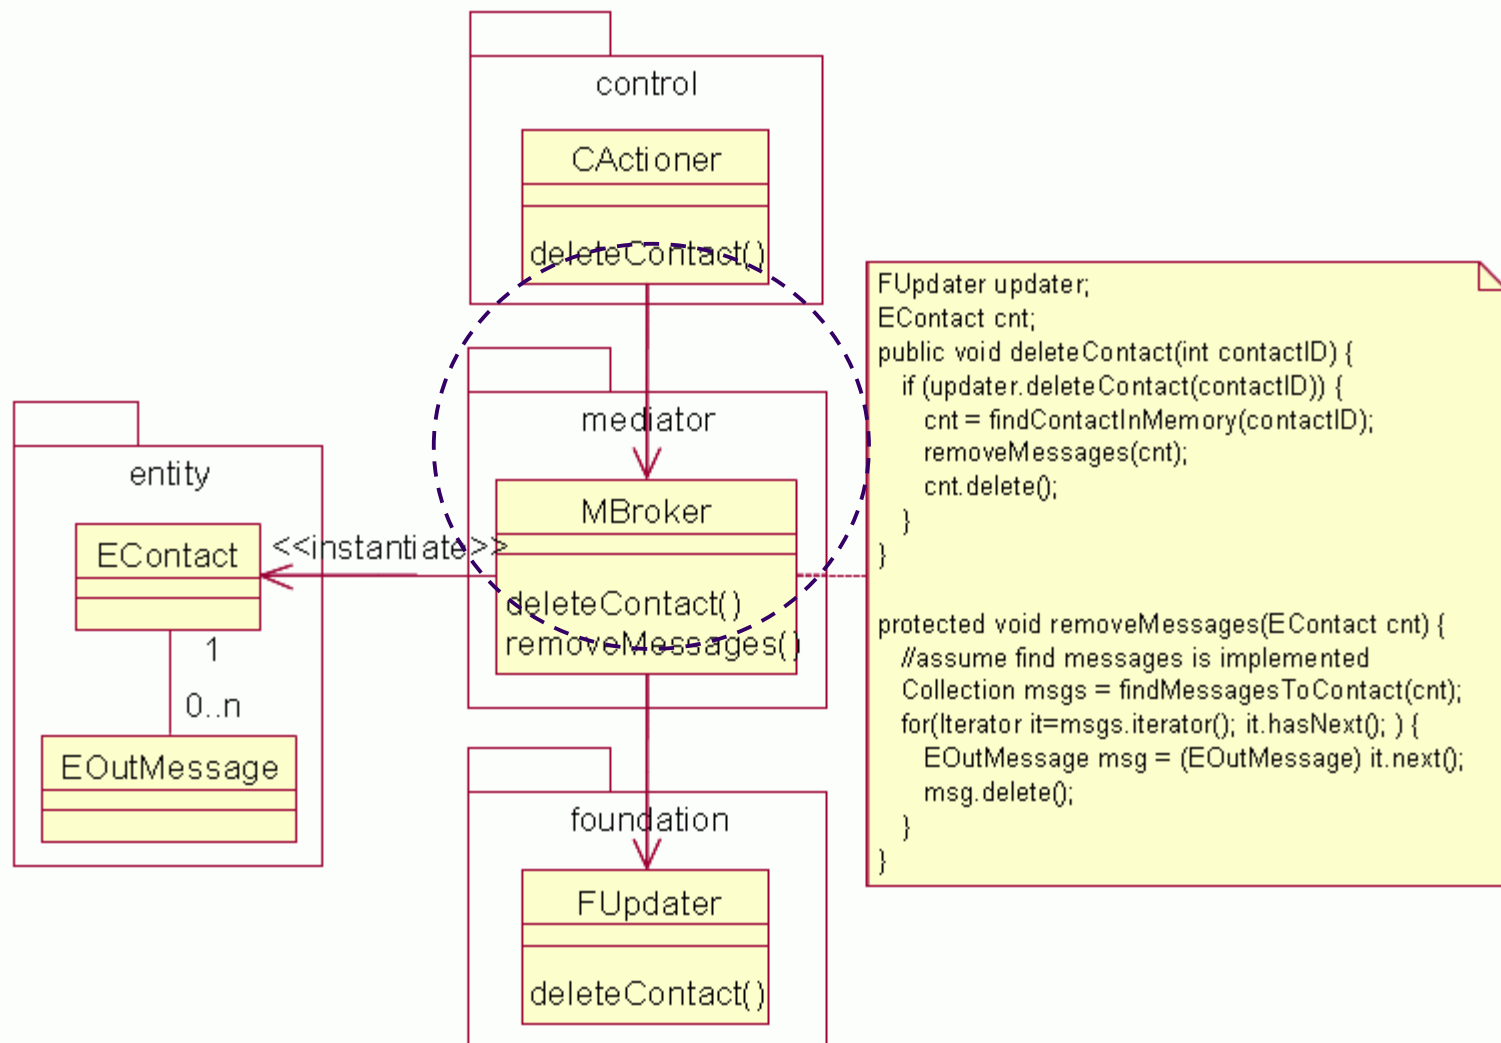 control
CActioner
deleteContact()
mediator
MBroker
deleteContact()
removeMessages()
<<instantiate>>
entity
EContact
1
0..n
EOutMessage
foundation
FUpdater
deleteContact()
FUpdater updater;
EContact cnt;
public void deleteContact(int contactID) {
if (updater.deleteContact(contactID)) {
cnt = findContactInMemory(contactID);
removeMessages(cnt);
cnt.delete();
}
}
protected void removeMessages(EContact cnt) {
//assume find messages is implemented
Collection msgs = findMessagesToContact(cnt);
for(Iterator it=msgs.iterator(); it.hasNext(); ) {
EOutMessage msg = (EOutMessage) it.next();
msg.delete();
}
}